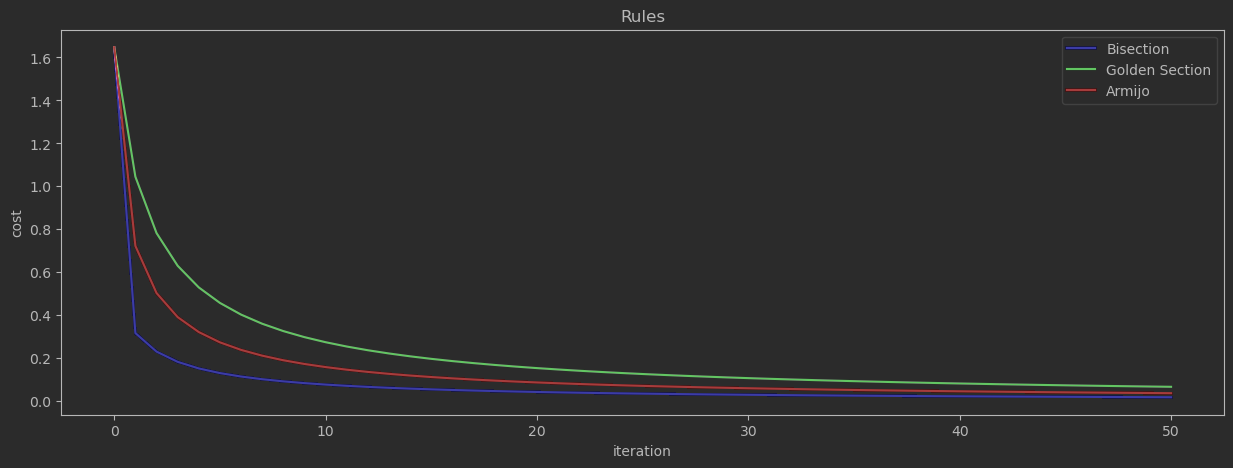 Rules
Bisection
Golden Section
Armijo
1.6
1.4
1.2
1.0
0.8
0.6
0.4
0.2
0.0
cost
0 10 20 30 40 50
iteration